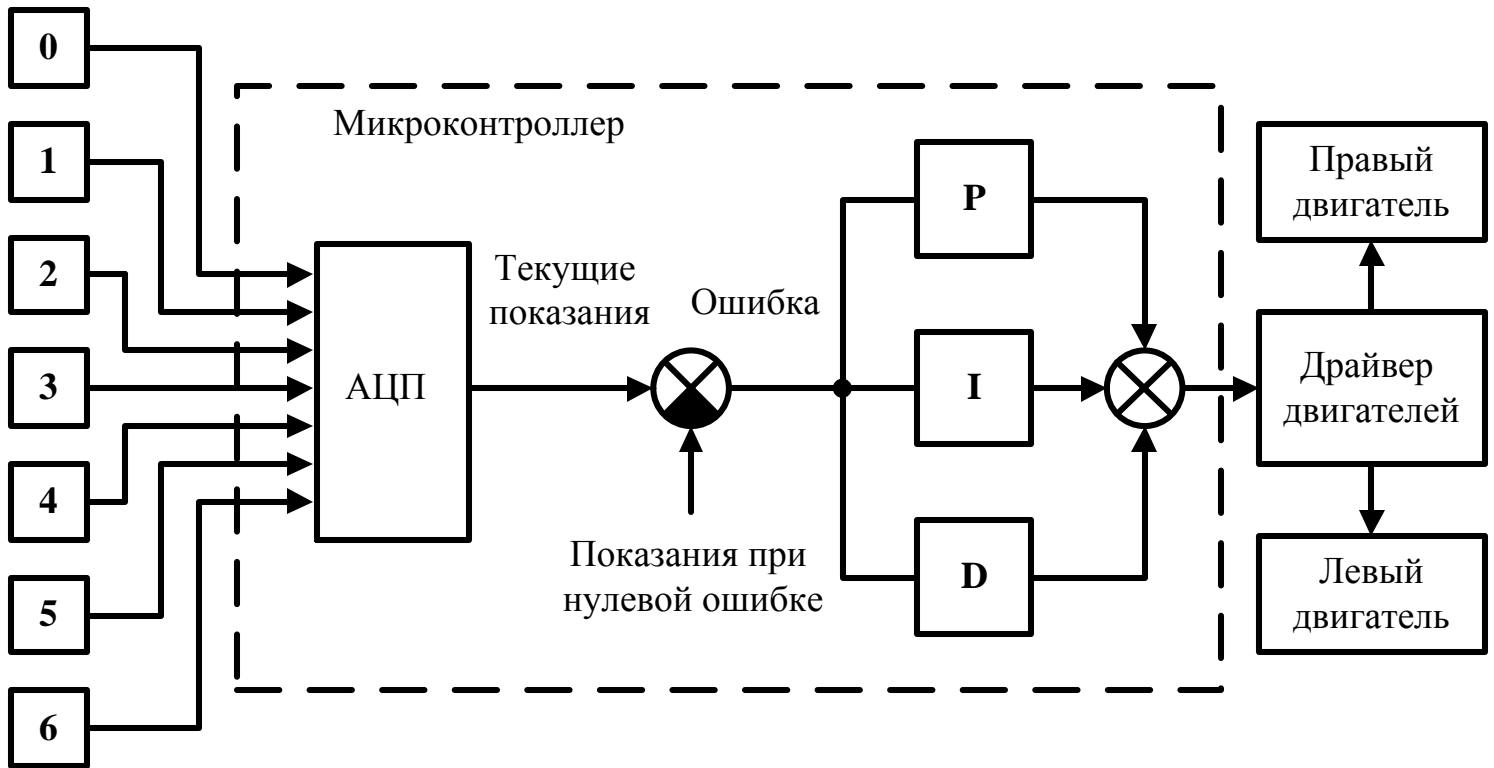 0
1
2
3
4
5
6
Микроконтроллер
АЦП
Текущие
показания
Ошибка
Показания при
нулевой ошибке
P
I
D
Правый
двигатель
Драйвер
двигателей
Левый
двигатель